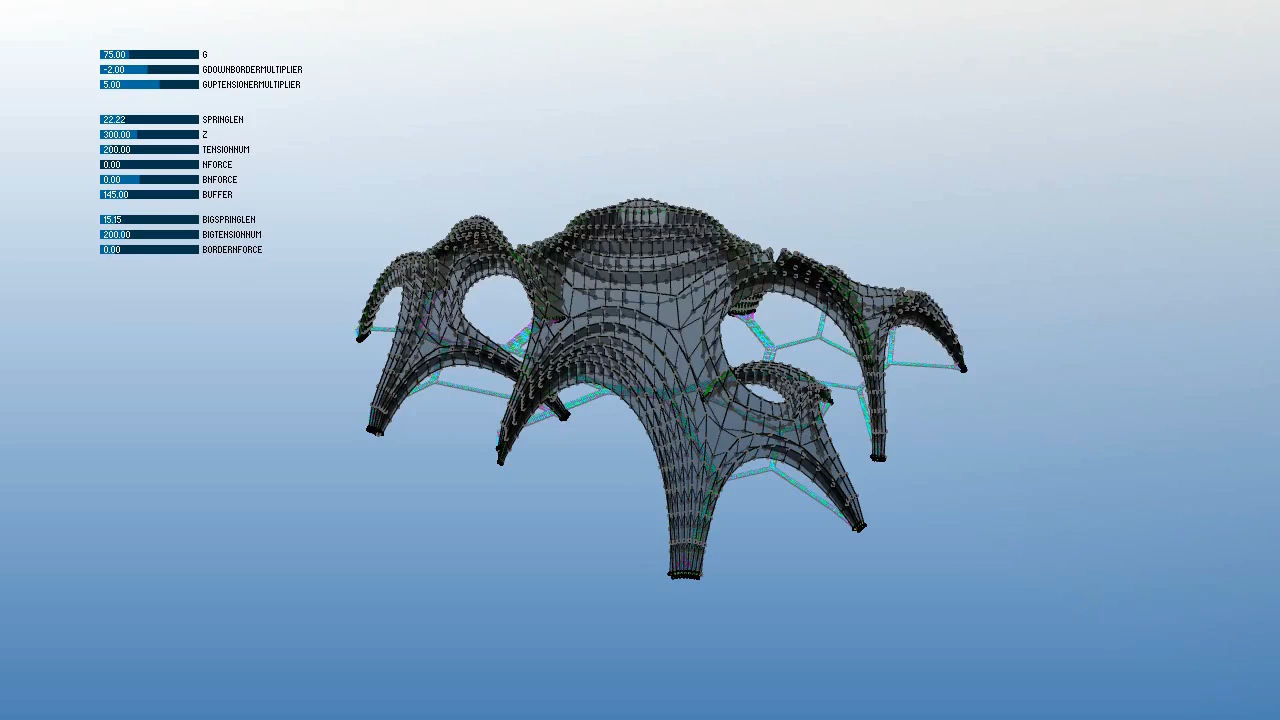 75.00 G
-2.00 GDOWNBORDERMULTIPLIER
5.00 GUPTENSIONERMULTIPLIER
22.22 SPRINGLEN
300.00 Z
200.00 TENSIONNUM
0.00 NFORCE
0.00 BNFORCE
145.00 BUFFER
15.15 BIGSPRINGLEN
200.00 BIGTENSIONNUM
0.00 BORDERNFORCE